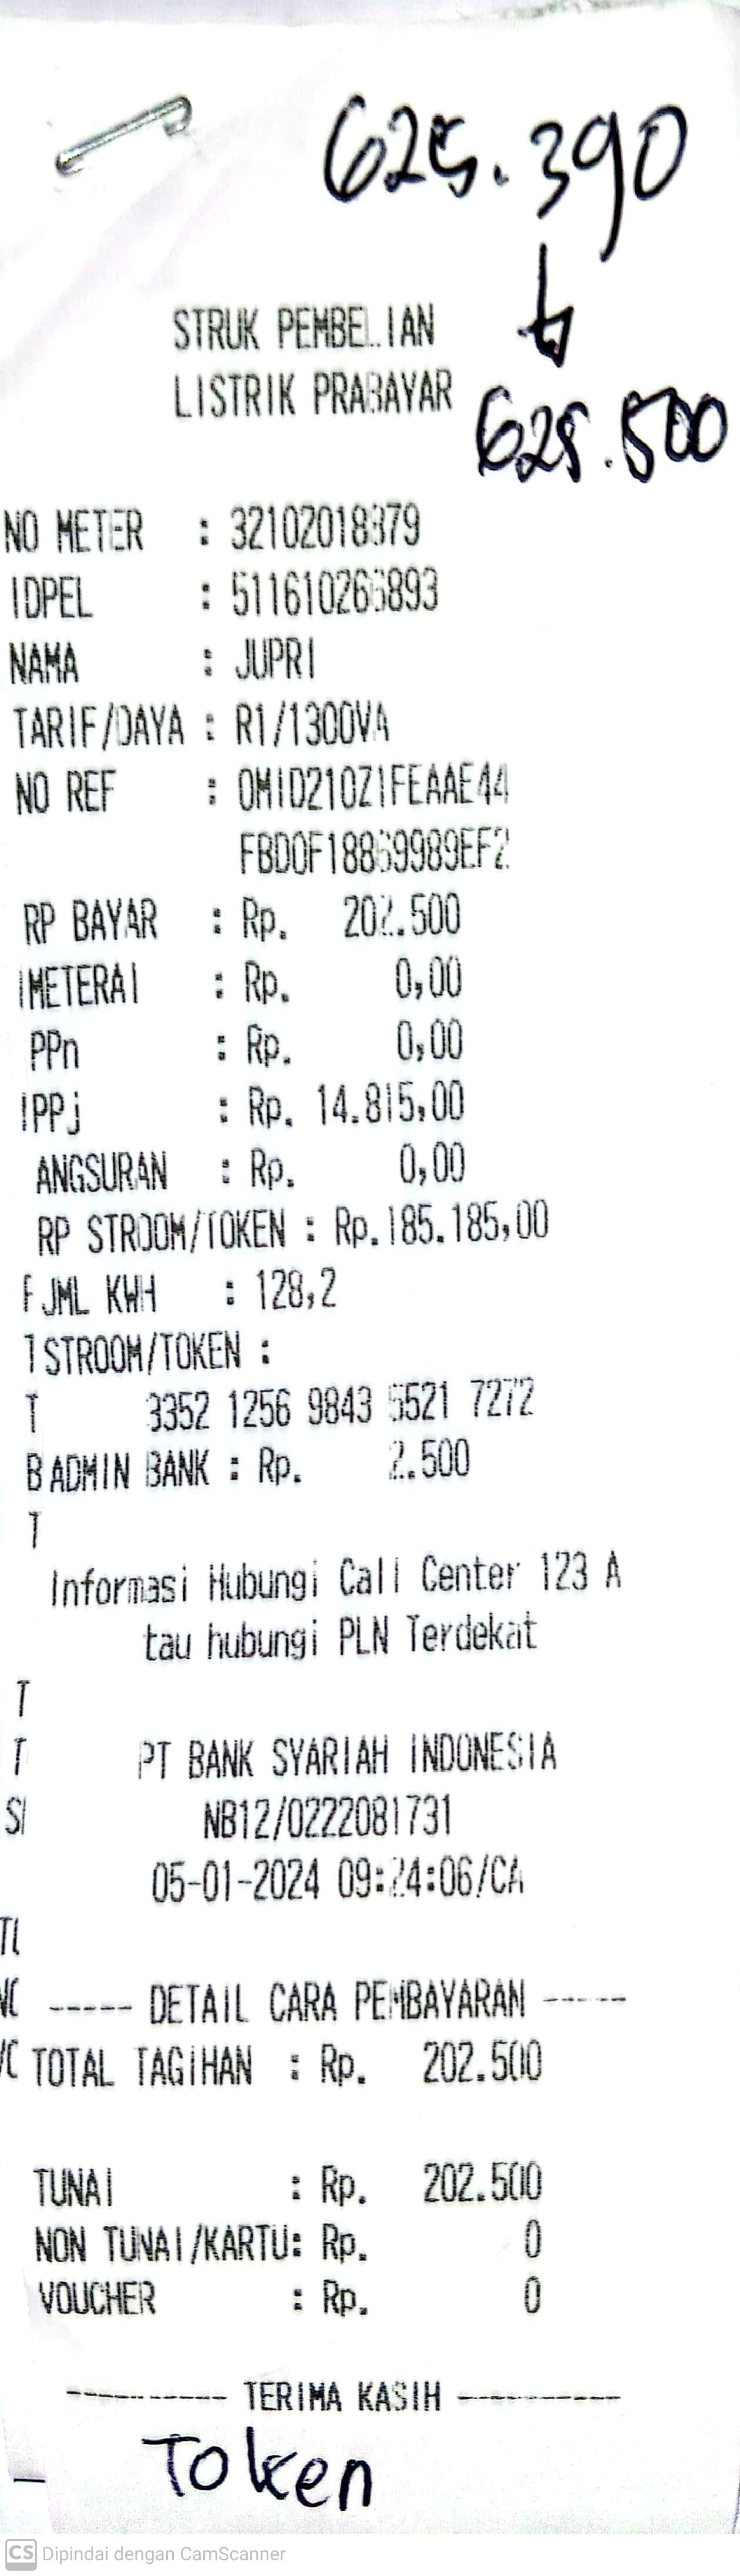 625.390
625.500
STRUK PEMBELIAN
LISTRIK PRABAYAR
NO METER : 32102018379
IDPEL : 511610266893
NAMA : JUPRI
TARIF/DAYA : R1/1300VA
NO REF : 0MID210Z1FEAAE44
FBD0F18869989EF2
RP BAYAR : Rp. 202.500
METERAI : Rp. 0,00
PPn : Rp. 0,00
PPj : Rp. 14.815,00
ANGSURAN : Rp. 0,00
RP STROOM/TOKEN : Rp.185.185,00
JML KWH : 128,2
STROOM/TOKEN :
3352 1256 9843 5521 7272
ADMIN BANK : Rp. 2.500
Informasi Hubungi Call Center 123 A
tau hubungi PLN Terdekat
PT BANK SYARIAH INDONESIA
NB12/0222081731
05-01-2024 09:24:06/CA
----- DETAIL CARA PEMBAYARAN -----
TOTAL TAGIHAN : Rp. 202.500
TUNAI : Rp. 202.500
NON TUNAI/KARTU: Rp. 0
VOUCHER : Rp. 0
---------- TERIMA KASIH ----------
Token
CS Dipindai dengan CamScanner